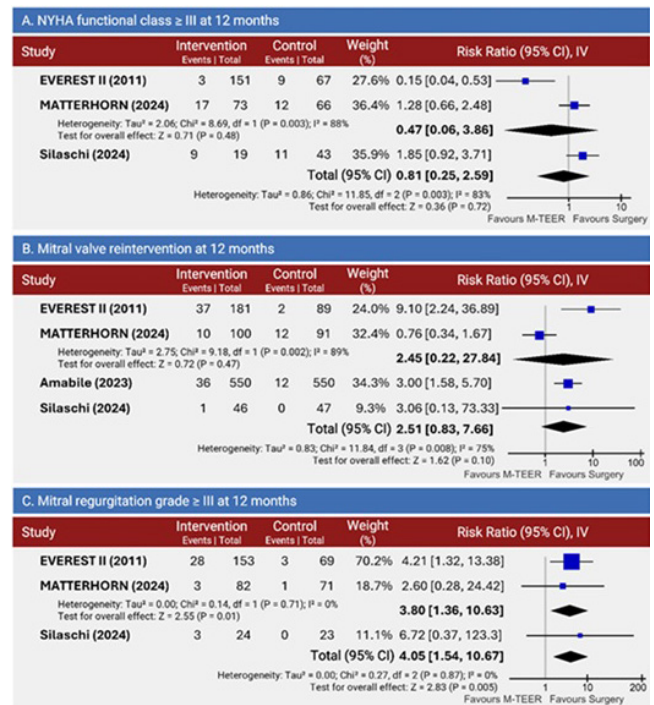 A. NYHA functional class ≥ III at 12 months
Study Intervention Control Weight Risk Ratio (95% CI), IV
Events | Total Events | Total (%)
EVEREST II (2011) 3 151 9 67 27.6% 0.15 [0.04, 0.53]
MATTERHORN (2024) 17 73 12 66 36.4% 1.28 [0.66, 2.48]
Heterogeneity: Tau² = 2.06; Chi² = 8.69, df = 1 (P = 0.003); I² = 88%
Test for overall effect: Z = 0.71 (P = 0.48)
0.47 [0.06, 3.86]
Silaschi (2024) 9 19 11 43 35.9% 1.85 [0.92, 3.71]
Total (95% CI) 0.81 [0.25, 2.59]
Heterogeneity: Tau² = 0.86; Chi² = 11.85, df = 2 (P = 0.003); I² = 83%
Test for overall effect: Z = 0.36 (P = 0.72)
1 10
Favours M-TEER Favours Surgery
B. Mitral valve reintervention at 12 months
Study Intervention Control Weight Risk Ratio (95% CI), IV
Events | Total Events | Total (%)
EVEREST II (2011) 37 181 2 89 24.0% 9.10 [2.24, 36.89]
MATTERHORN (2024) 10 100 12 91 32.4% 0.76 [0.34, 1.67]
Heterogeneity: Tau² = 2.75; Chi² = 9.18, df = 1 (P = 0.002); I² = 89%
Test for overall effect: Z = 0.72 (P = 0.47)
2.45 [0.22, 27.84]
Amabile (2023) 36 550 12 550 34.3% 3.00 [1.58, 5.70]
Silaschi (2024) 1 46 0 47 9.3% 3.06 [0.13, 73.33]
Total (95% CI) 2.51 [0.83, 7.66]
Heterogeneity: Tau² = 0.83; Chi² = 11.84, df = 3 (P = 0.008); I² = 75%
Test for overall effect: Z = 1.62 (P = 0.10)
1 10 100
Favours M-TEER Favours Surgery
C. Mitral regurgitation grade ≥ III at 12 months
Study Intervention Control Weight Risk Ratio (95% CI), IV
Events | Total Events | Total (%)
EVEREST II (2011) 28 153 3 69 70.2% 4.21 [1.32, 13.38]
MATTERHORN (2024) 3 82 1 71 18.7% 2.60 [0.28, 24.42]
Heterogeneity: Tau² = 0.00; Chi² = 0.14, df = 1 (P = 0.71); I² = 0%
Test for overall effect: Z = 2.55 (P = 0.01)
3.80 [1.36, 10.63]
Silaschi (2024) 3 24 0 23 11.1% 6.72 [0.37, 123.3]
Total (95% CI) 4.05 [1.54, 10.67]
Heterogeneity: Tau² = 0.00; Chi² = 0.27, df = 2 (P = 0.87); I² = 0%
Test for overall effect: Z = 2.83 (P = 0.005)
1 10 200
Favours M-TEER Favours Surgery